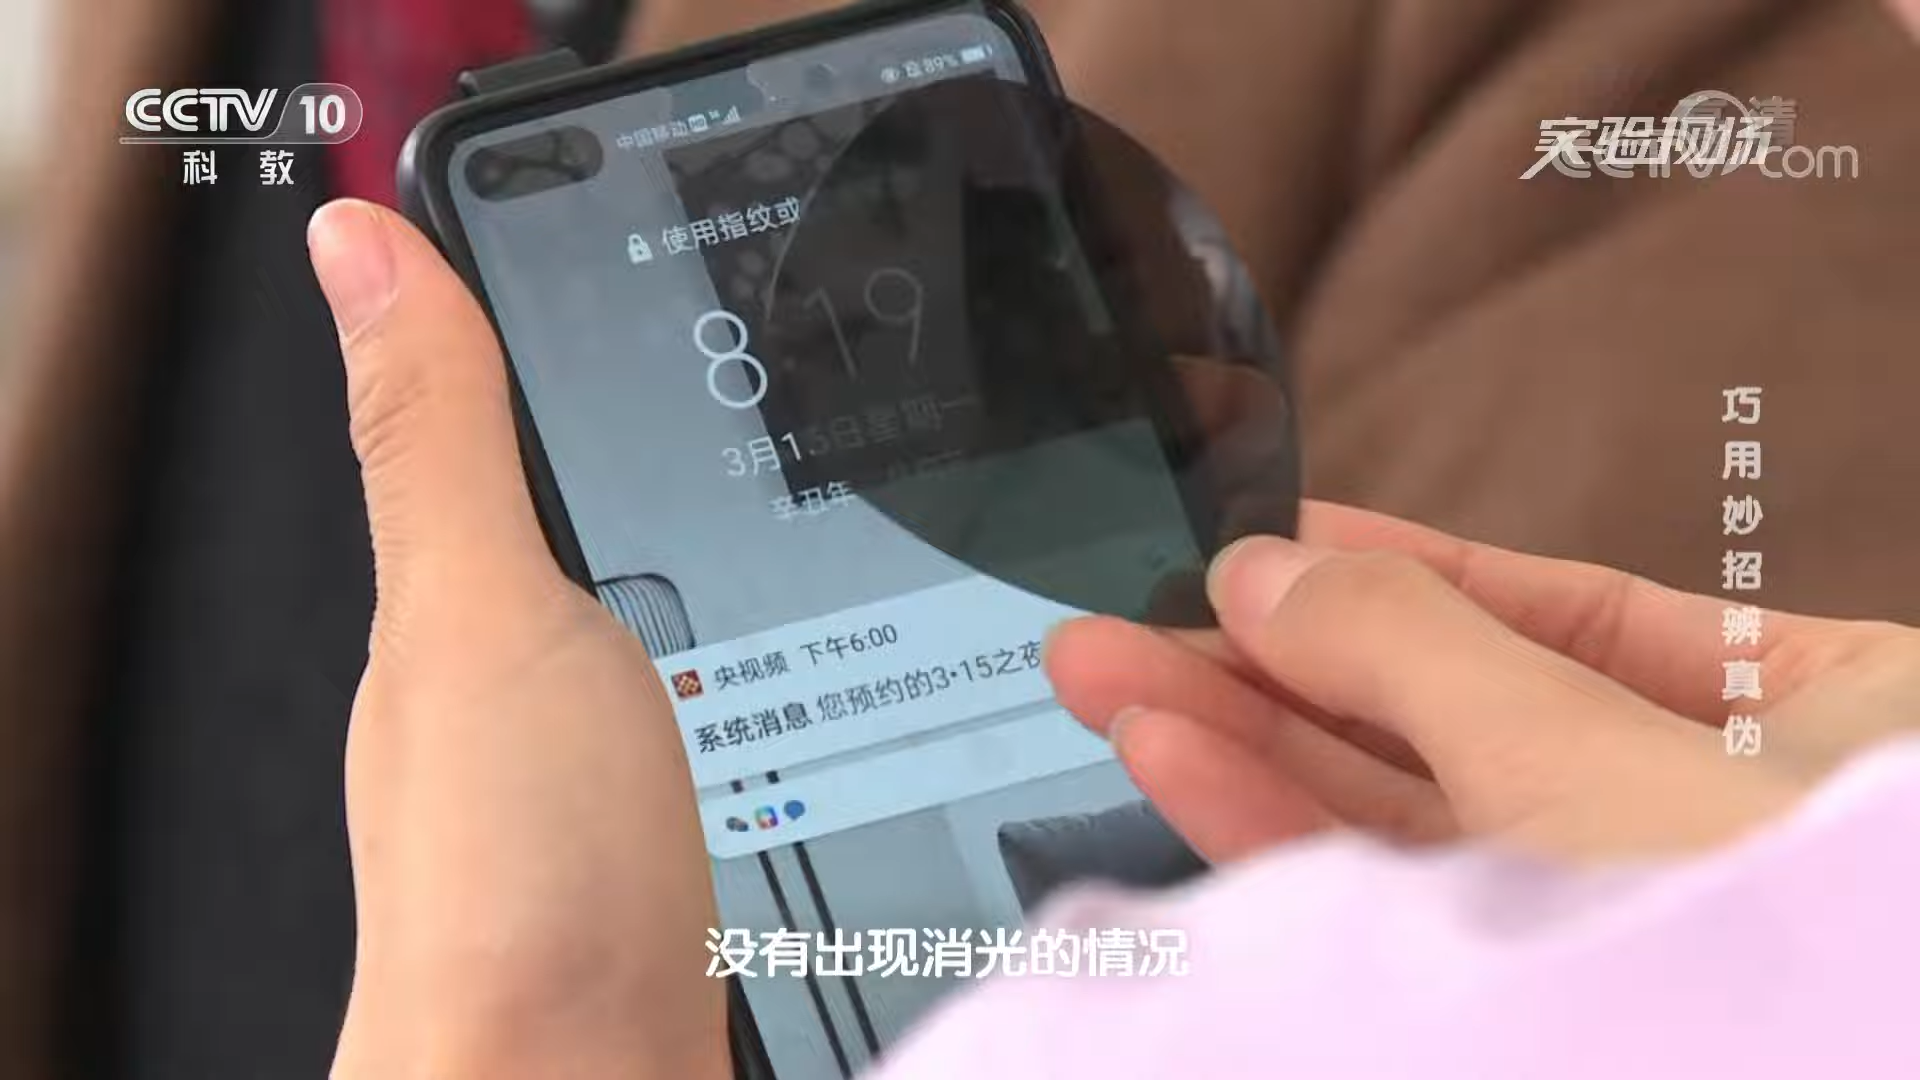 CCTV 10
科 教
高清
实验现场
CCTV.com
中国移动 89%
使用指纹或
8 19
3月15日星期一
辛丑年
央视频 下午6:00
系统消息 您预约的3·15之夜
巧用妙招辨真伪
没有出现消光的情况